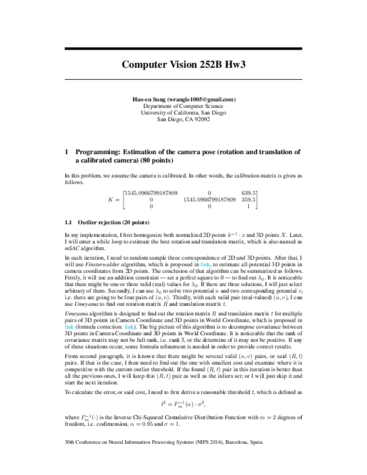 Computer Vision 252B Hw3
Hao-en Sung (wrangle1005@gmail.com)
Department of Computer Science
University of California, San Diego
San Diego, CA 92092
1 Programming: Estimation of the camera pose (rotation and translation of
a calibrated camera) (80 points)
In this problem, we assume the camera is calibrated. In other words, the calibration matrix is given as
follows.
K = [1545.0966799187809 0 639.5
0 1545.0966799187809 359.5
0 0 1]
1.1 Outlier rejection (20 points)
In my implementation, I first homogenize both normalized 2D points k⁻¹ · x and 3D points X. Later,
I will enter a while loop to estimate the best rotation and translation matrix, which is also named as
mSAC algorithm.
In each iteration, I need to random sample three correspondence of 2D and 3D points. After that, I
will use Finsterwalder algorithm, which is proposed in link, to estimate all potential 3D points in
camera coordinates from 2D points. The conclusion of that algorithm can be summarized as follows.
Firstly, it will use an addition constraint — set a perfect square to 0 — to find out λ₀. It is noticeable
that there might be one or three valid (real) values for λ₀. If there are three solutions, I will just select
arbitrary of them. Secondly, I can use λ₀ to solve two potential u and two corresponding potential v,
i.e. there are going to be four pairs of (u, v). Thirdly, with each valid pair (real-valued) (u, v), I can
use Umeyama to find out rotation matrix R and translation matrix t.
Umeyama algorithm is designed to find out the rotation matrix R and translation matrix t for multiple
pairs of 3D points in Camera Coordinate and 3D points in World Coordinate, which is proposed in
link (formula correction: link). The big picture of this algorithm is to decompose covariance between
3D points in Camera Coordinate and 3D points in World Coordinate. It is noticeable that the rank of
covariance matrix may not be full rank, i.e. rank 3, or the determine of it may not be positive. If any
of these situations occur, some formula refinement is needed in order to provide correct results.
From second paragraph, it is known that there might be several valid (u, v) pairs, or said (R, t)
pairs. If that is the case, I need to find out the one with smallest cost and examine where it is
competitive with the current outlier threshold. If the found (R, t) pair in this iteration is better than
all the previous ones, I will keep this (R, t) pair as well as the inliers set; or I will just skip it and
start the next iteration.
To calculate the error, or said cost, I need to first derive a reasonable threshold t, which is defined as
t² = Fₘ⁻¹(α) · σ²,
where Fₘ⁻¹(·) is the Inverse Chi-Squared Cumulative Distribution Function with m = 2 degrees of
freedom, i.e. codimension, α = 0.95 and σ = 1.
30th Conference on Neural Information Processing Systems (NIPS 2016), Barcelona, Spain.